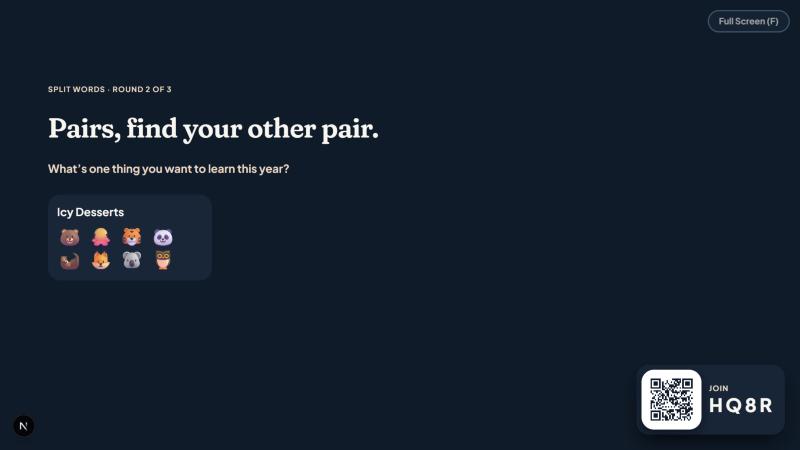 Full Screen (F)
SPLIT WORDS · ROUND 2 OF 3
Pairs, find your other pair.
What's one thing you want to learn this year?
Icy Desserts
JOIN
HQ8R
N